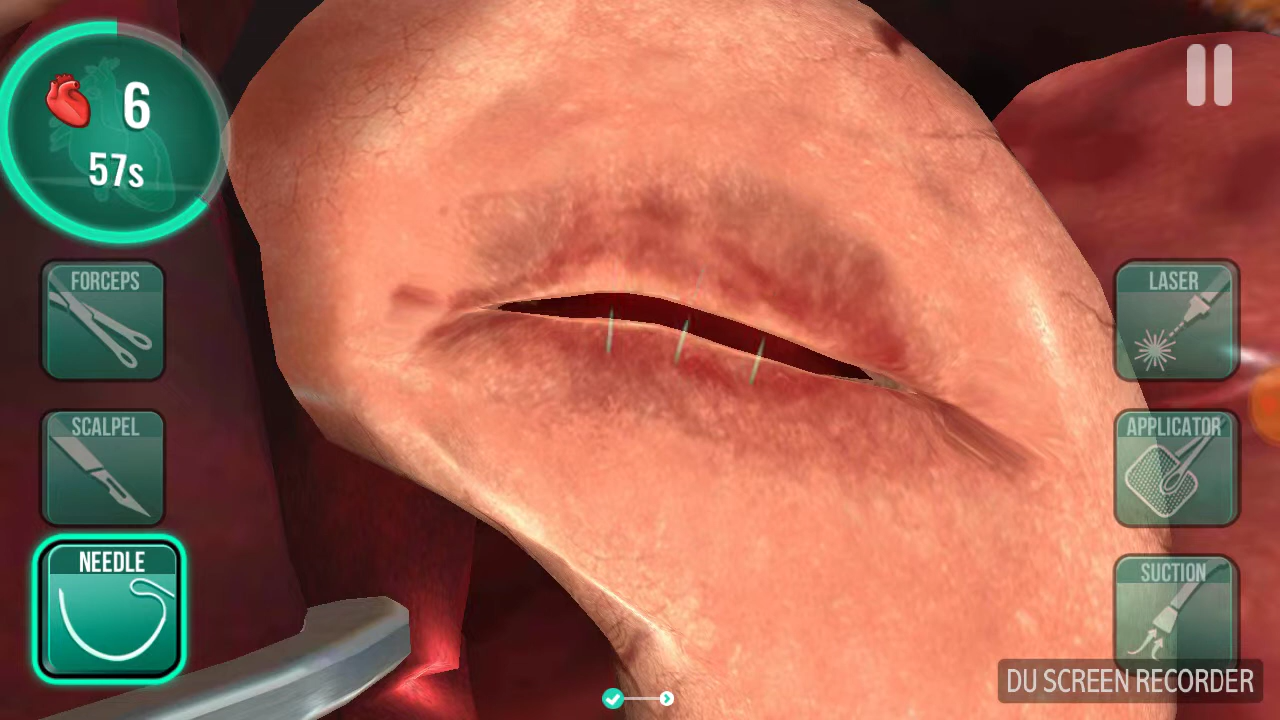 6
57s
FORCEPS
SCALPEL
NEEDLE
LASER
APPLICATOR
SUCTION
DU SCREEN RECORDER